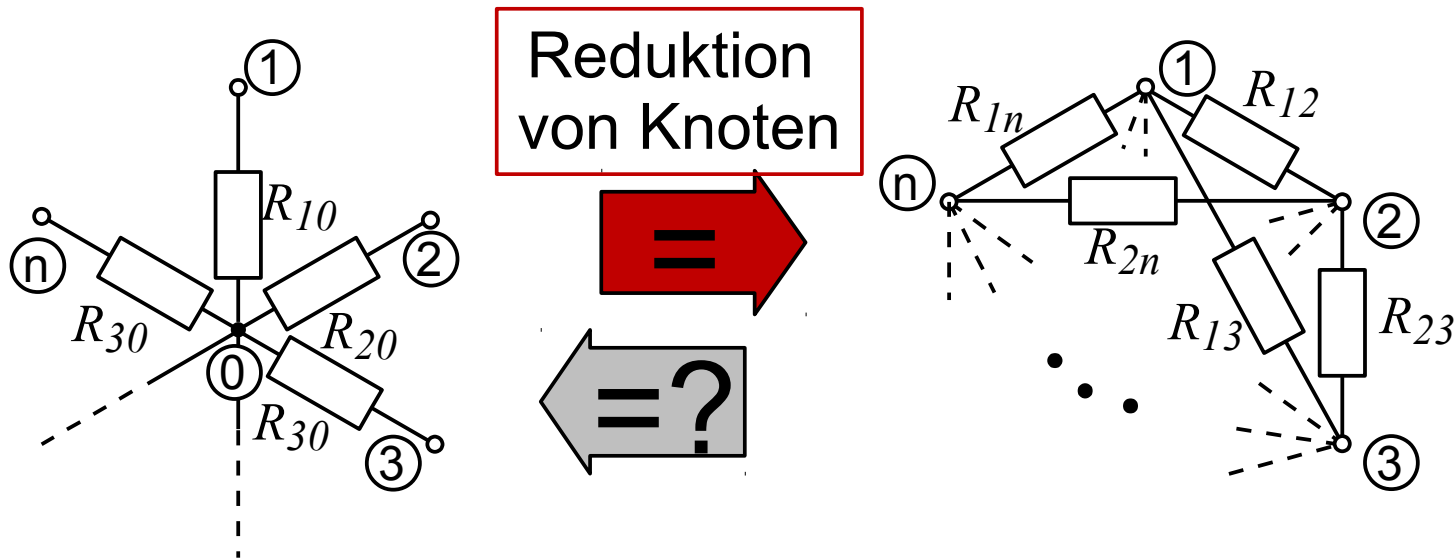 1
Reduktion
von Knoten
1
R1n
R12
n
R10
2
n
=
2
R2n
R30
R20
R13
R23
0
=?
R30
3
3